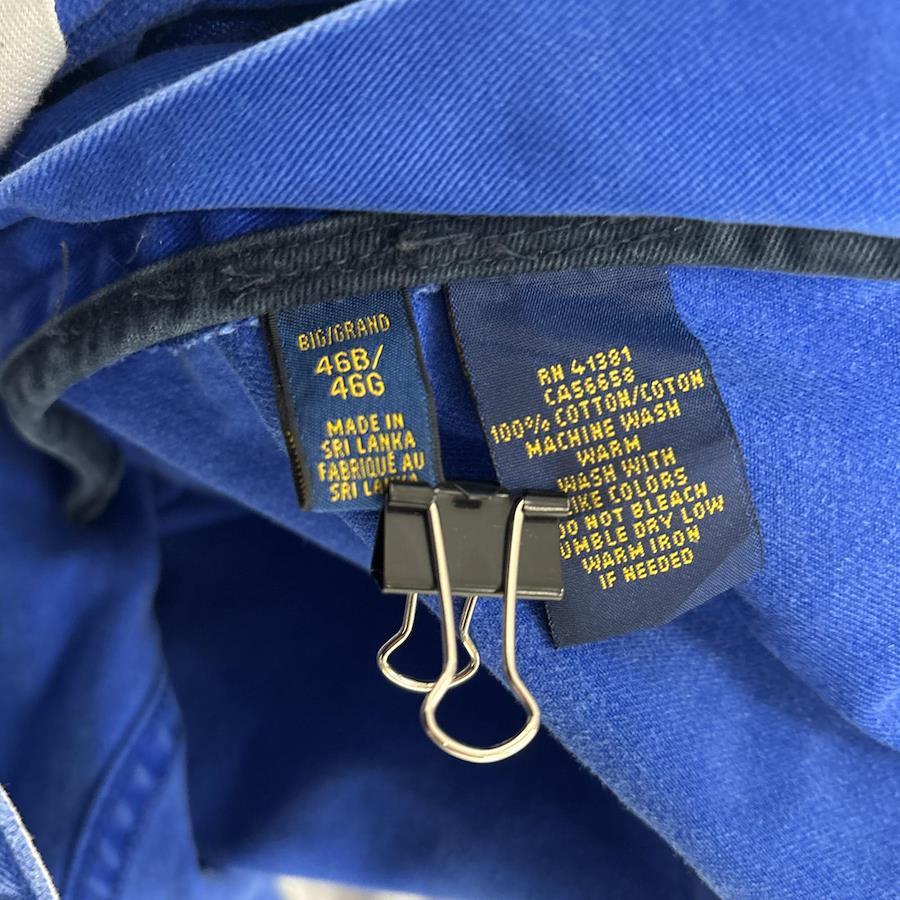 BIG/GRAND
46B/
46G
MADE IN
SRI LANKA
FABRIQUÉ AU
SRI
RN 41381
CA56658
100% COTTON/COTON
MACHINE WASH
WARM
WASH WITH
COLORS
NOT BLEACH
DRY LOW
WARM IRON
IF NEEDED